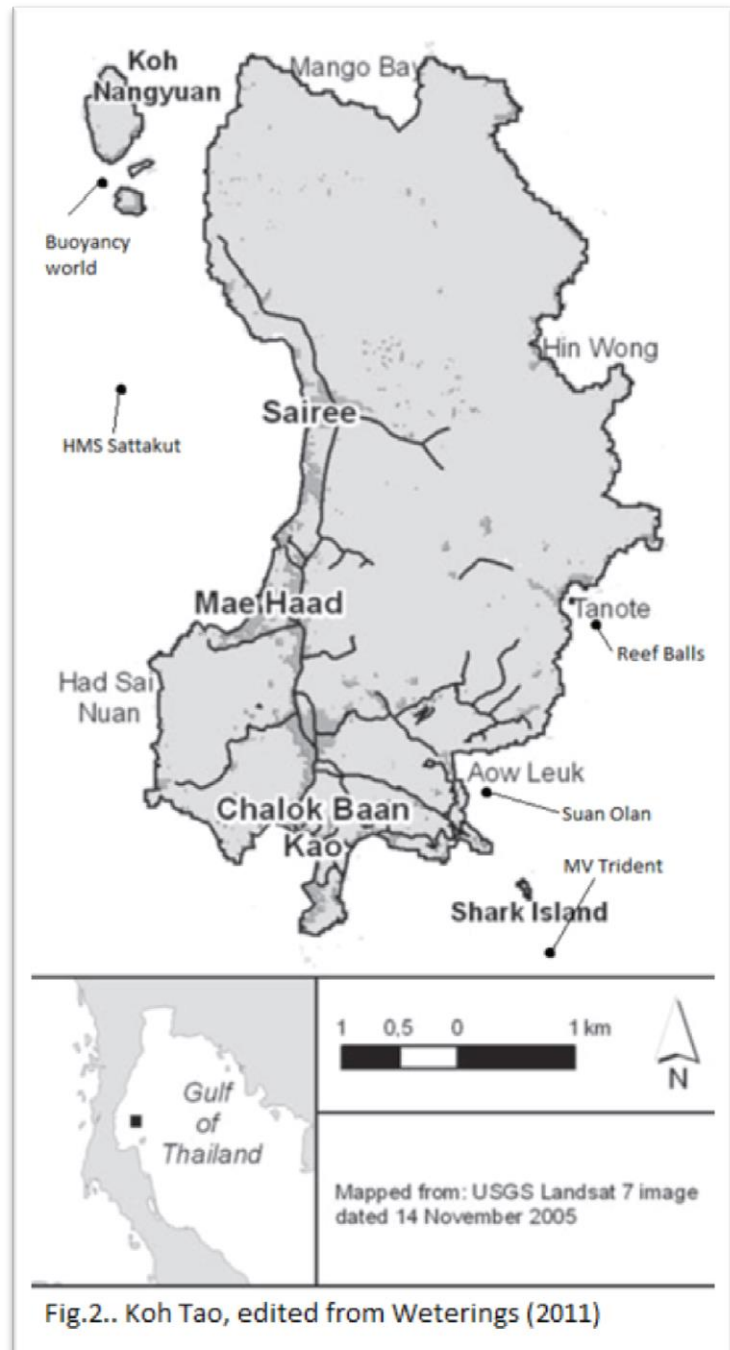 Koh
Nangyuan
Mango Bay
Buoyancy
world
Hin Wong
Sairee
HMS Sattakut
Mae Haad
Tanote
Reef Balls
Had Sai
Nuan
Aow Leuk
Chalok Baan
Kao
Suan Olan
MV Trident
Shark Island
1 0,5 0 1 km
N
Gulf
of
Thailand
Mapped from: USGS Landsat 7 image
dated 14 November 2005
Fig.2.. Koh Tao, edited from Weterings (2011)